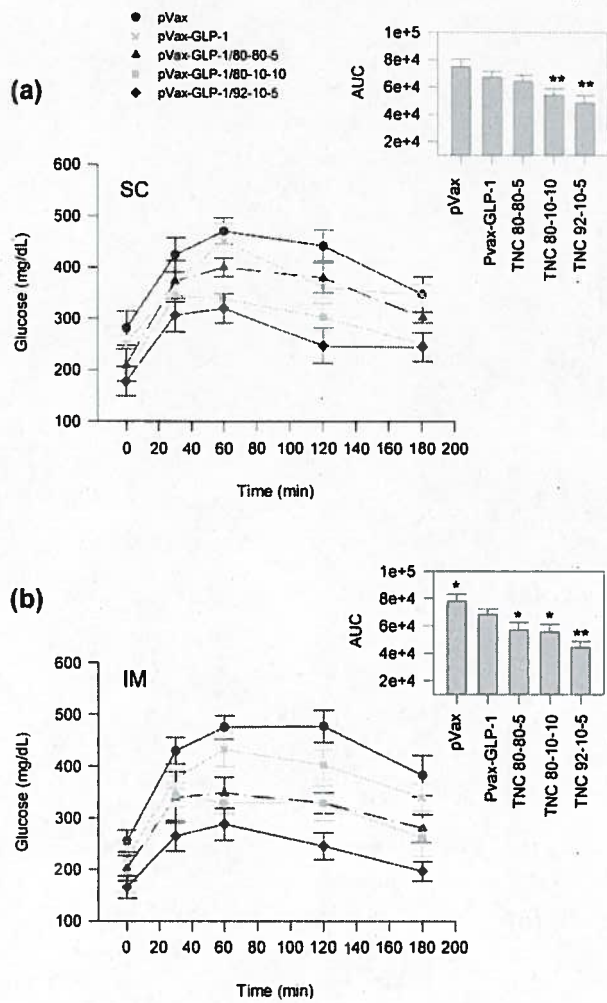 pVax
pVax-GLP-1
pVax-GLP-1/80-80-5
pVax-GLP-1/80-10-10
pVax-GLP-1/92-10-5
(a)
1e+5
8e+4
6e+4
4e+4
2e+4
AUC
** **
pVax
Pvax-GLP-1
TNC 80-80-5
TNC 80-10-10
TNC 92-10-5
SC
600
500
400
300
200
100
Glucose (mg/dL)
0 20 40 60 80 100 120 140 160 180 200
Time (min)
(b)
1e+5
8e+4
6e+4
4e+4
2e+4
AUC
* * * **
pVax
Pvax-GLP-1
TNC 80-80-5
TNC 80-10-10
TNC 92-10-5
IM
600
500
400
300
200
100
Glucose (mg/dL)
0 20 40 60 80 100 120 140 160 180 200
Time (min)